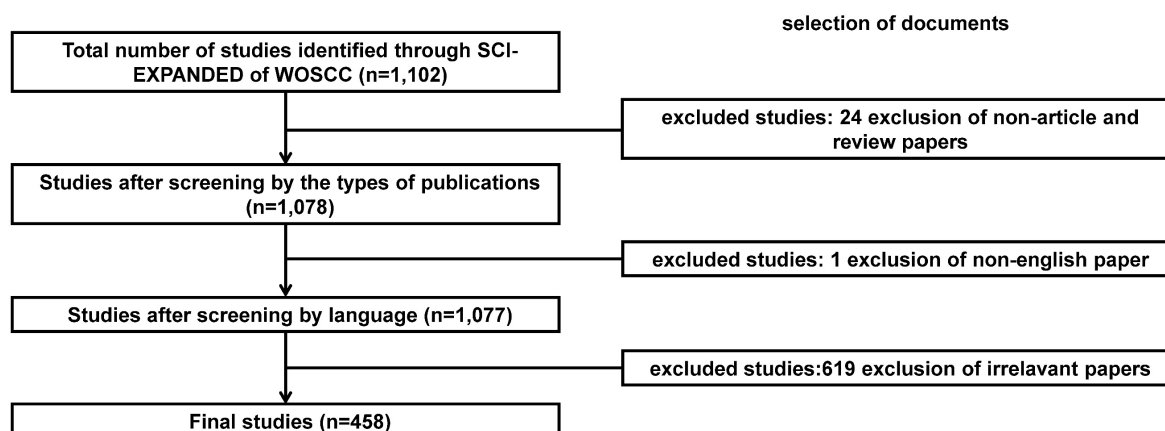 selection of documents
Total number of studies identified through SCI-
EXPANDED of WOSCC (n=1,102)
excluded studies: 24 exclusion of non-article and
review papers
Studies after screening by the types of publications
(n=1,078)
excluded studies: 1 exclusion of non-english paper
Studies after screening by language (n=1,077)
excluded studies:619 exclusion of irrelavant papers
Final studies (n=458)